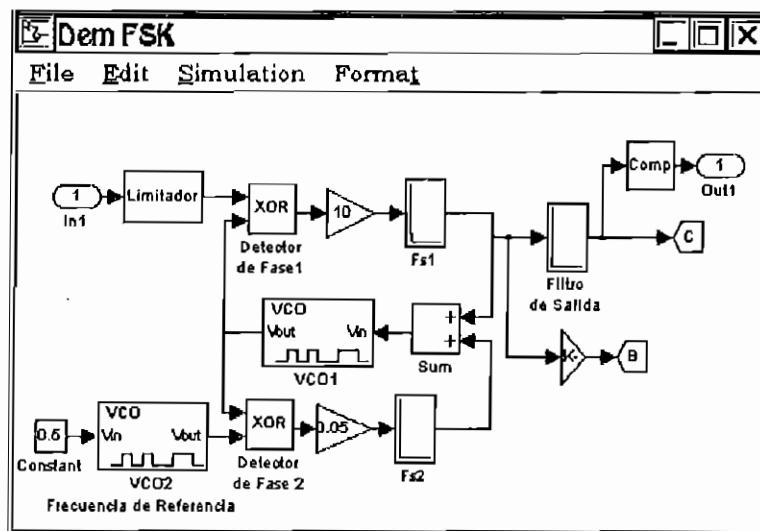 Dem FSK
File Edit Simulation Format
1
In1
Limitador
XOR
Detector
de Fase1
10
Fs1
Comp
1
Out1
Filtro
de Salida
C
VCO
Vout Vin
VCO1
+
+
Sum
K-
B
0.5
Constant
VCO
Vin Vout
VCO2
Frecuencia de Referencia
XOR
Detector
de Fase 2
0.05
Fs2